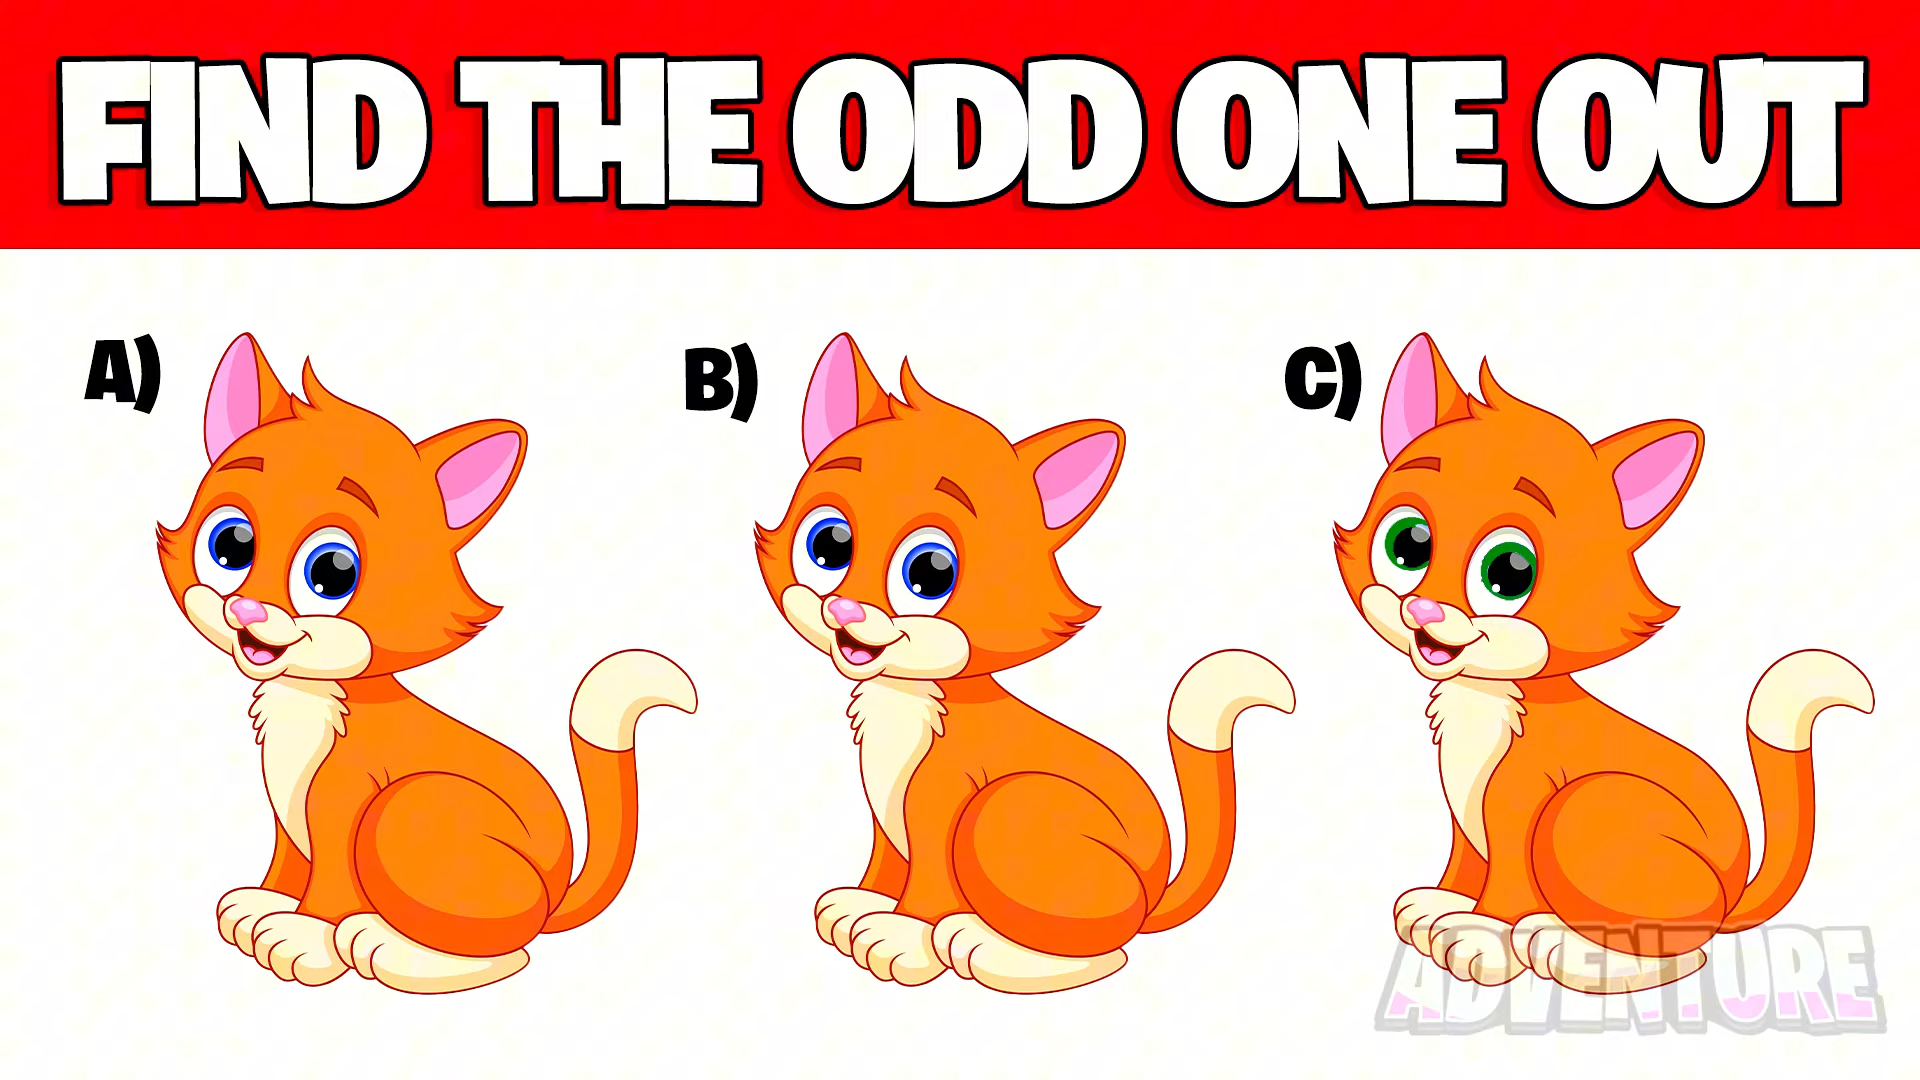 FIND THE ODD ONE OUT
A)
B)
C)
ADVENTURE